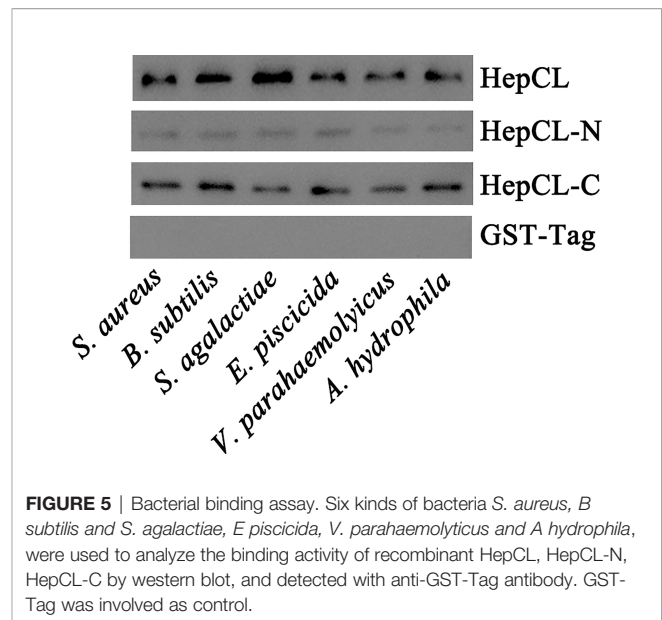 HepCL
HepCL-N
HepCL-C
GST-Tag
S. aureus
B. subtilis
S. agalactiae
E. piscicida
V. parahaemolyicus
A. hydrophila
FIGURE 5 | Bacterial binding assay. Six kinds of bacteria S. aureus, B
subtilis and S. agalactiae, E piscicida, V. parahaemolyticus and A hydrophila,
were used to analyze the binding activity of recombinant HepCL, HepCL-N,
HepCL-C by western blot, and detected with anti-GST-Tag antibody. GST-
Tag was involved as control.